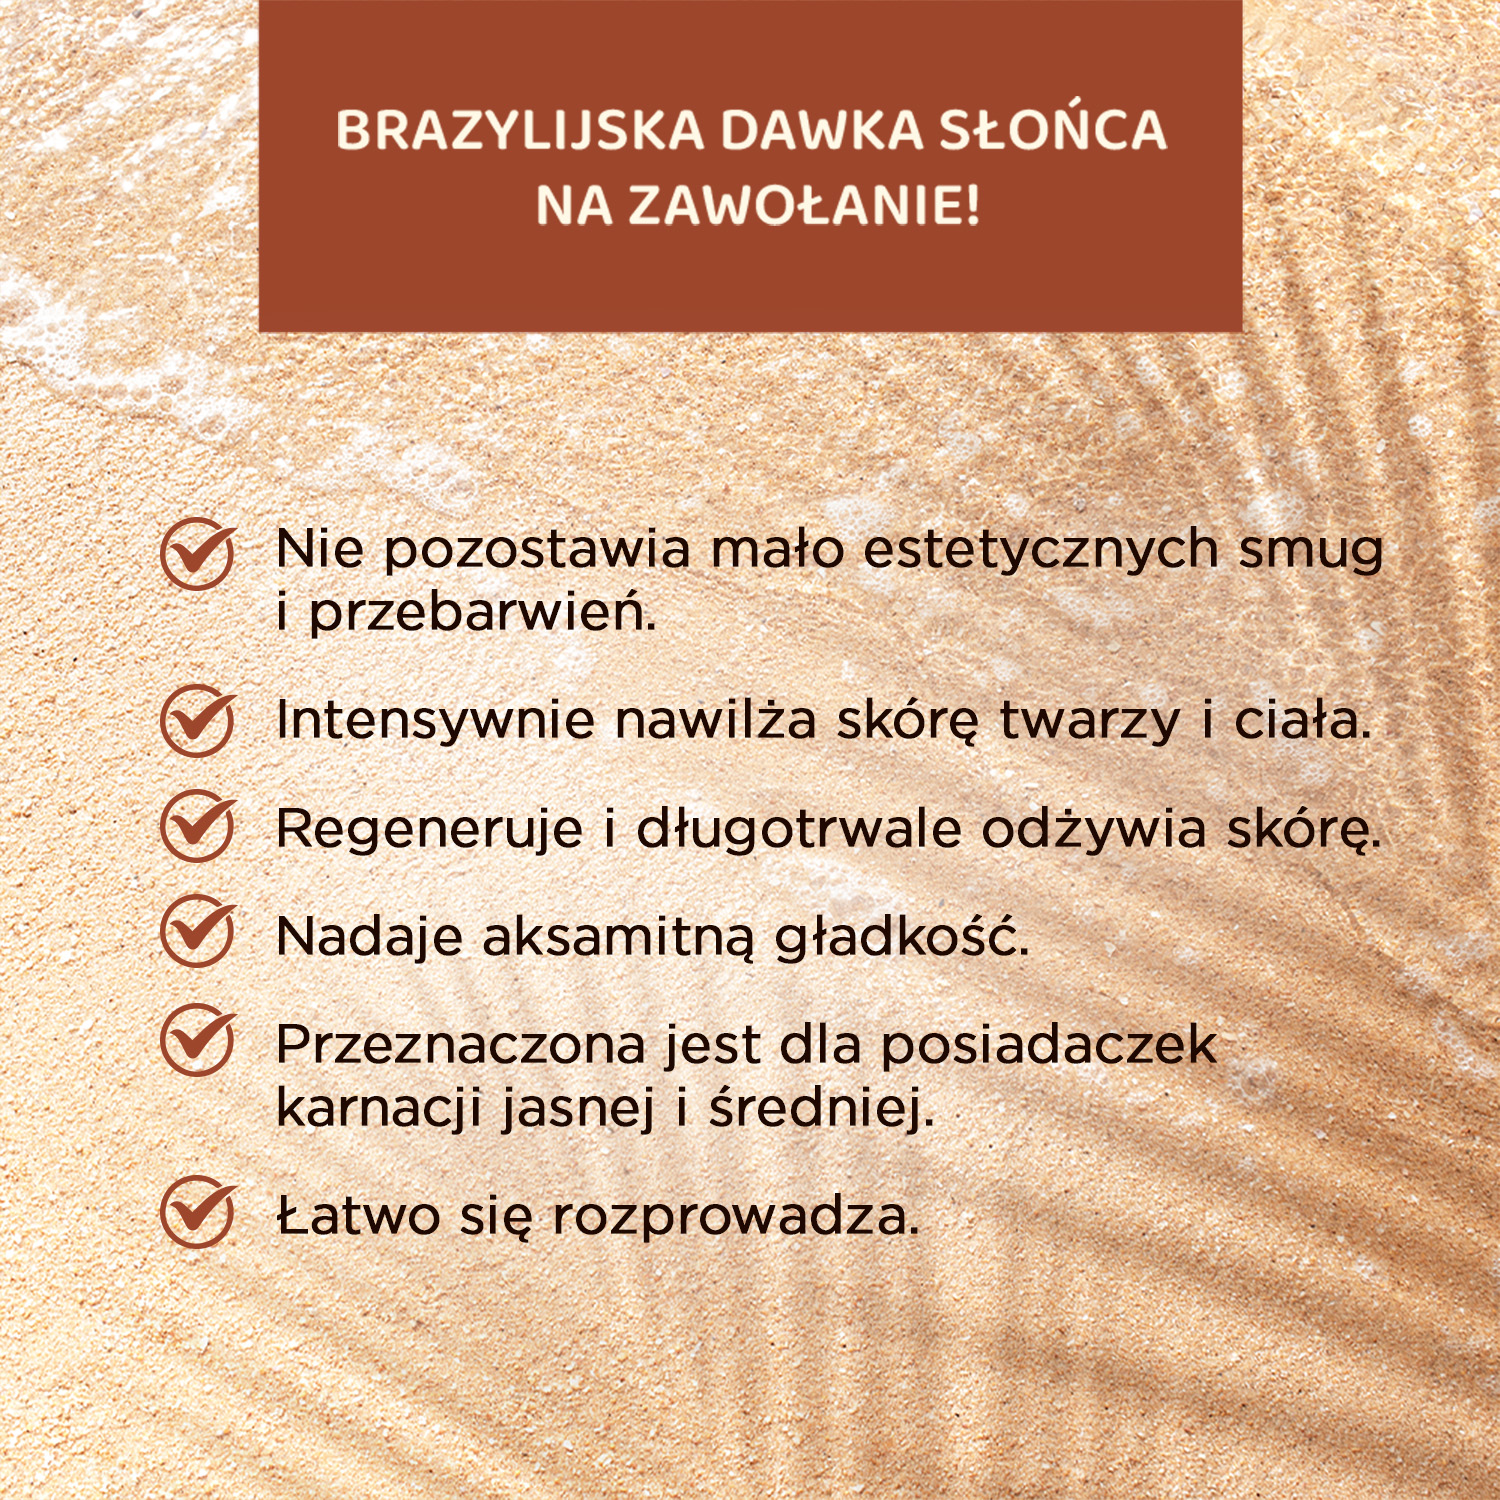 BRAZYLIJSKA DAWKA SŁOŃCA
NA ZAWOŁANIE!
Nie pozostawia mało estetycznych smug
i przebarwień.
Intensywnie nawilża skórę twarzy i ciała.
Regeneruje i długotrwale odżywia skórę.
Nadaje aksamitną gładkość.
Przeznaczona jest dla posiadaczek
karnacji jasnej i średniej.
Łatwo się rozprowadza.